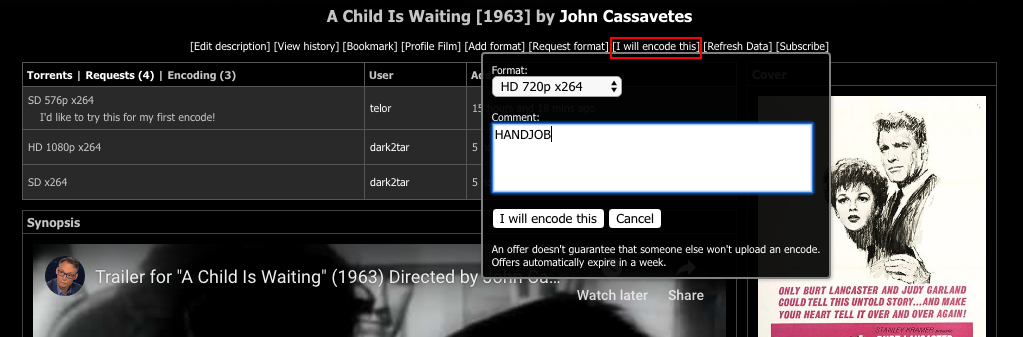 A Child Is Waiting [1963] by John Cassavetes
[Edit description] [View history] [Bookmark] [Profile Film] [Add format] [Request format] [I will encode this] [Refresh Data] [Subscribe]
Torrents | Requests (4) | Encoding (3)
User
Cover
SD 576p x264
I'd like to try this for my first encode!
telor
15 hours and 18 mins ago
HD 1080p x264
dark2tar
5
SD x264
dark2tar
5
Format:
HD 720p x264
Comment:
HANDJOB
I will encode this
Cancel
An offer doesn't guarantee that someone else won't upload an encode.
Offers automatically expire in a week.
Synopsis
Trailer for "A Child Is Waiting" (1963) Directed by John Ca...
Watch later
Share
ONLY BURT LANCASTER AND JUDY GARLAND
COULD TELL THIS UNTOLD STORY...AND MAKE
YOUR HEART TELL IT OVER AND OVER AGAIN!
STANLEY KRAMER